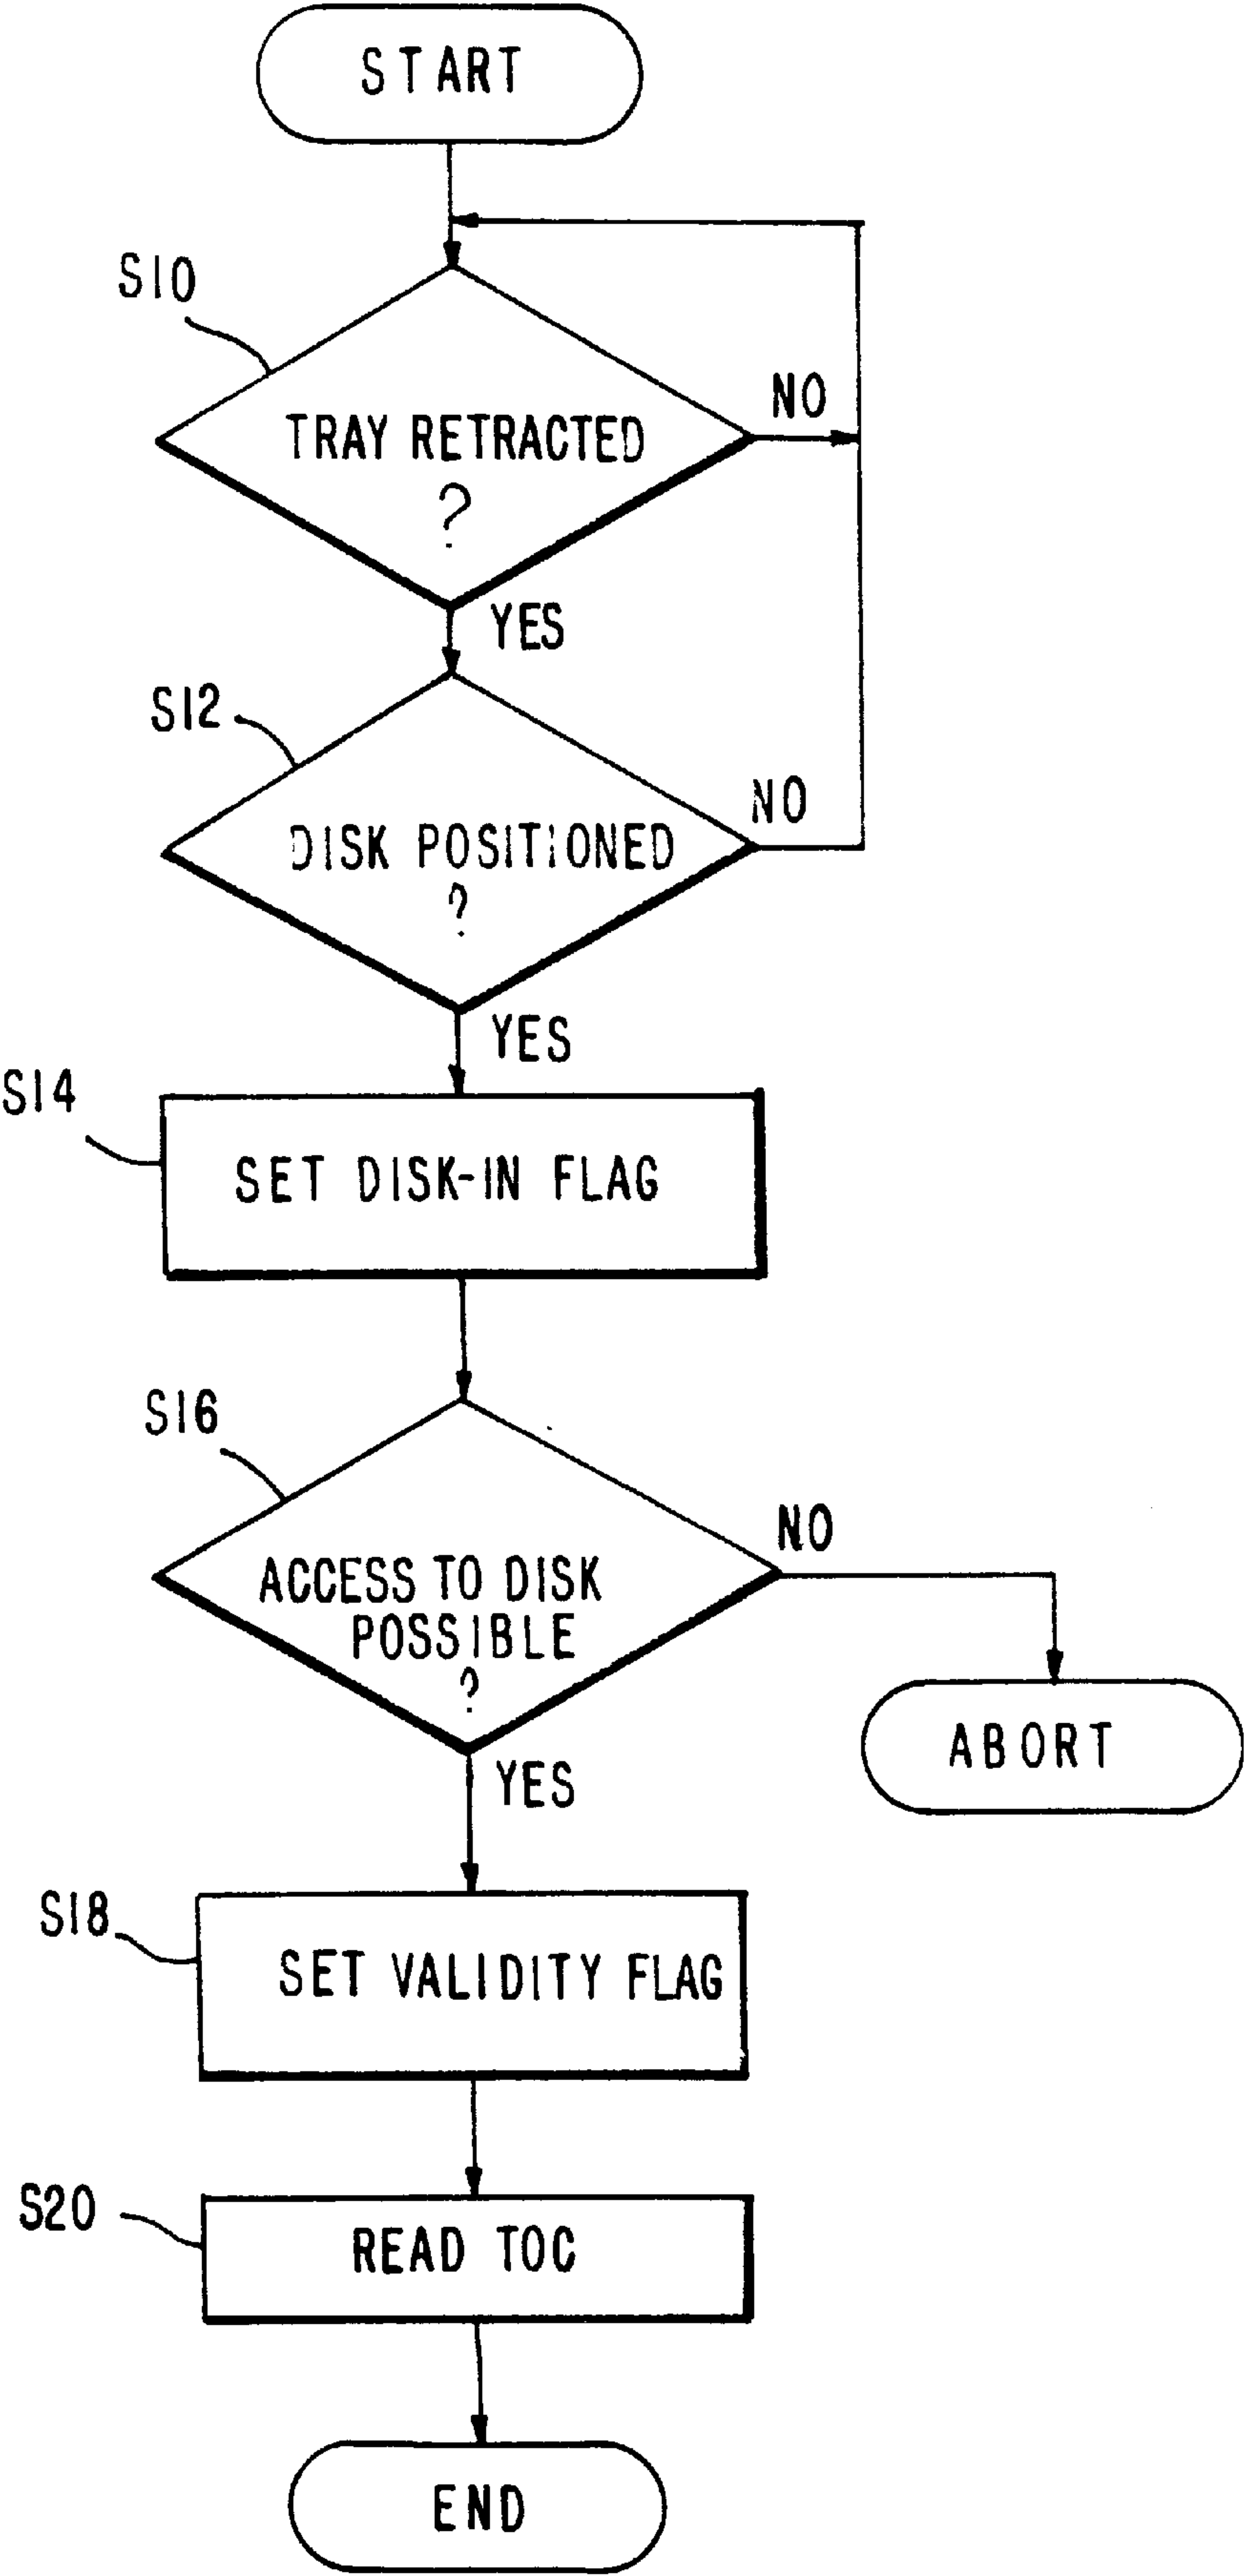 START
S10
TRAY RETRACTED
?
NO
YES
S12
DISK POSITIONED
?
NO
YES
S14
SET DISK-IN FLAG
S16
ACCESS TO DISK
POSSIBLE
?
NO
ABORT
YES
S18
SET VALIDITY FLAG
S20
READ TOC
END